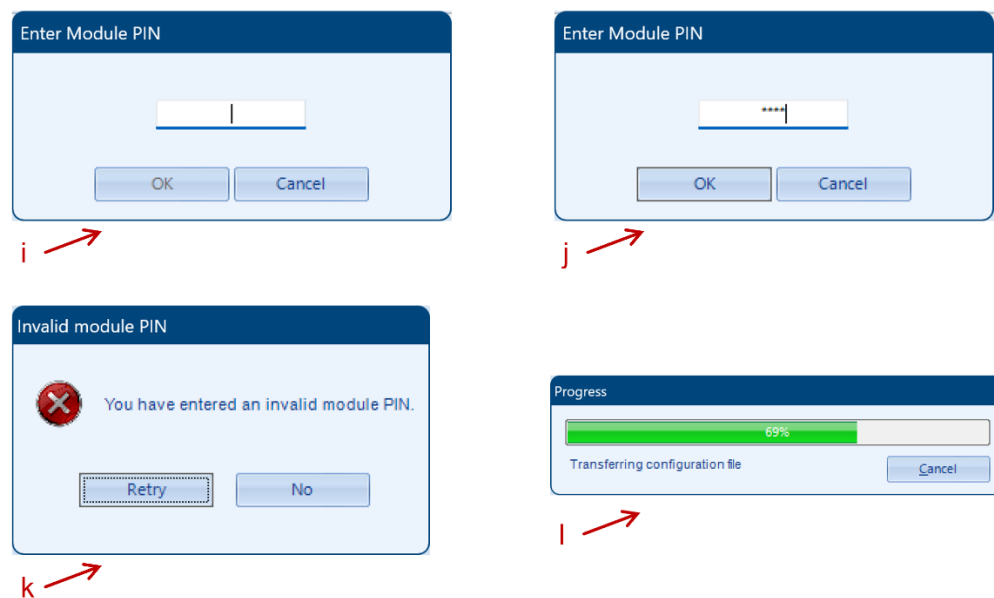 Enter Module PIN
OK
Cancel
i
Enter Module PIN
****
OK
Cancel
j
Invalid module PIN
You have entered an invalid module PIN.
Retry
No
k
Progress
69%
Transferring configuration file
Cancel
l